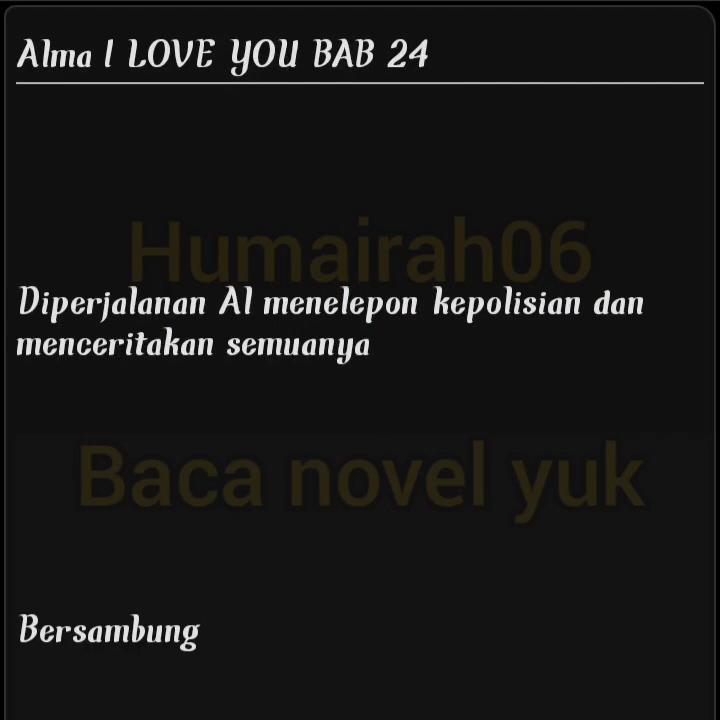 Alma I LOVE YOU BAB 24
Humairah06
Diperjalanan Al menelepon kepolisian dan
menceritakan semuanya
Baca novel yuk
Bersambung